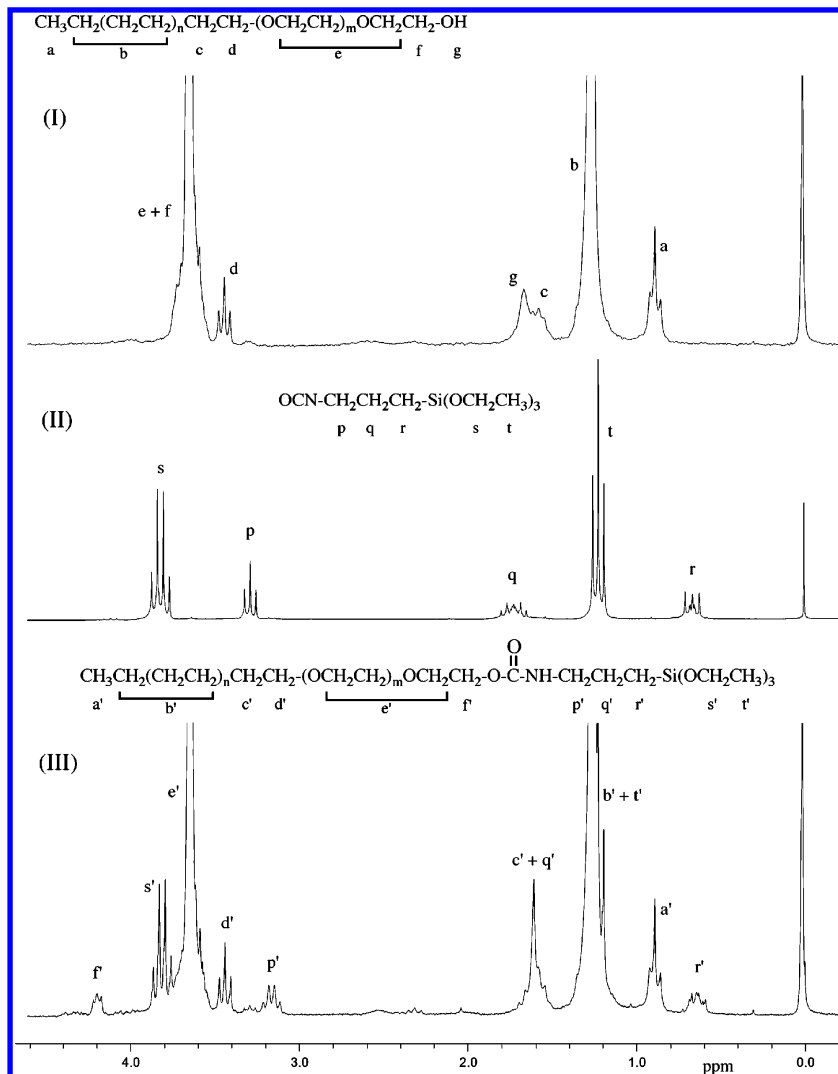 CH3CH2(CH2CH2)nCH2CH2-(OCH2CH2)mOCH2CH2-OH
a b c d e f g
(I)
e + f
d
g
c
b
a
OCN-CH2CH2CH2-Si(OCH2CH3)3
p q r s t
(II)
s
p
q
t
r
O
CH3CH2(CH2CH2)nCH2CH2-(OCH2CH2)mOCH2CH2-O-C-NH-CH2CH2CH2-Si(OCH2CH3)3
a' b' c' d' e' f' p' q' r' s' t'
(III)
f'
s'
e'
d'
p'
c' + q'
b' + t'
a'
r'
4.0 3.0 2.0 1.0 ppm 0.0